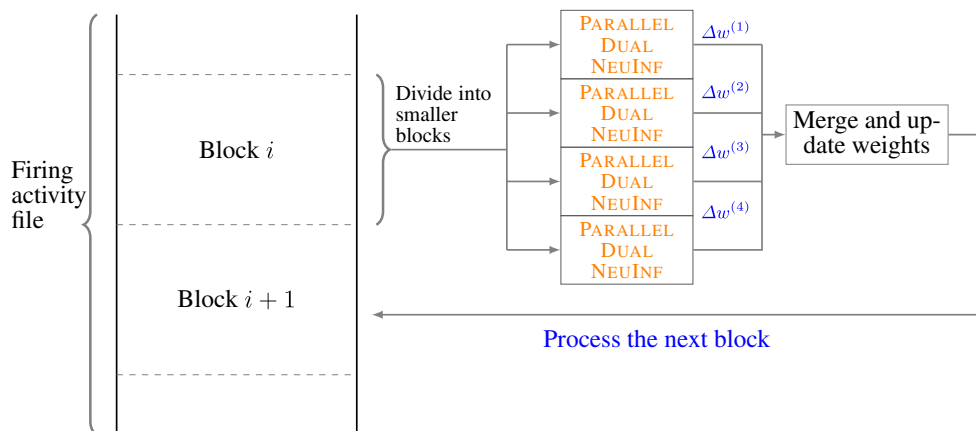 Firing
activity
file
Block i
Block i + 1
Divide into
smaller
blocks
PARALLEL
DUAL
NEUINF
PARALLEL
DUAL
NEUINF
PARALLEL
DUAL
NEUINF
PARALLEL
DUAL
NEUINF
Δw⁽¹⁾
Δw⁽²⁾
Δw⁽³⁾
Δw⁽⁴⁾
Merge and up-
date weights
Process the next block